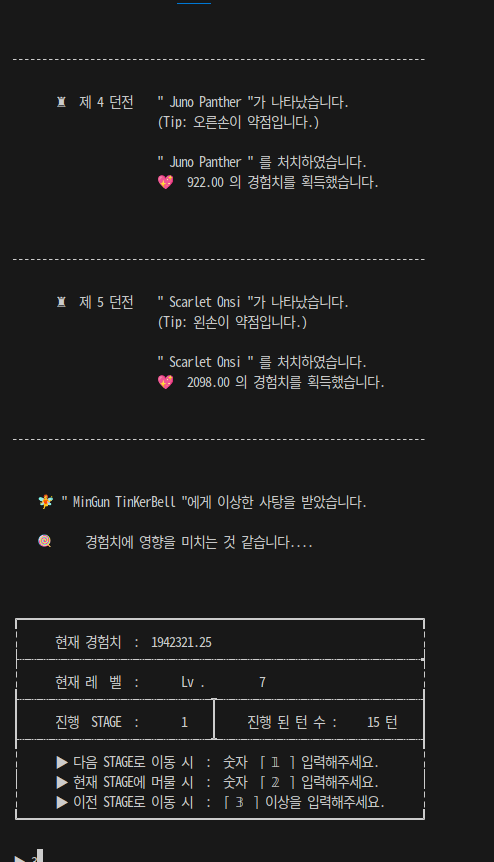 ♜ 제 4 던전 " Juno Panther "가 나타났습니다.
(Tip: 오른손이 약점입니다.)
" Juno Panther " 를 처치하였습니다.
💖 922.00 의 경험치를 획득했습니다.
♜ 제 5 던전 " Scarlet Onsi "가 나타났습니다.
(Tip: 왼손이 약점입니다.)
" Scarlet Onsi " 를 처치하였습니다.
💖 2098.00 의 경험치를 획득했습니다.
🧚 " MinGun TinKerBell "에게 이상한 사탕을 받았습니다.
🍭 경험치에 영향을 미치는 것 같습니다....
현재 경험치 : 1942321.25
현재 레 벨 : Lv . 7
진행 STAGE : 1 진행 된 턴 수 : 15 턴
▶ 다음 STAGE로 이동 시 : 숫자 『 1 』 입력해주세요.
▶ 현재 STAGE에 머물 시 : 숫자 『 2 』 입력해주세요.
▶ 이전 STAGE로 이동 시 : 『 3 』 이상을 입력해주세요.
▶